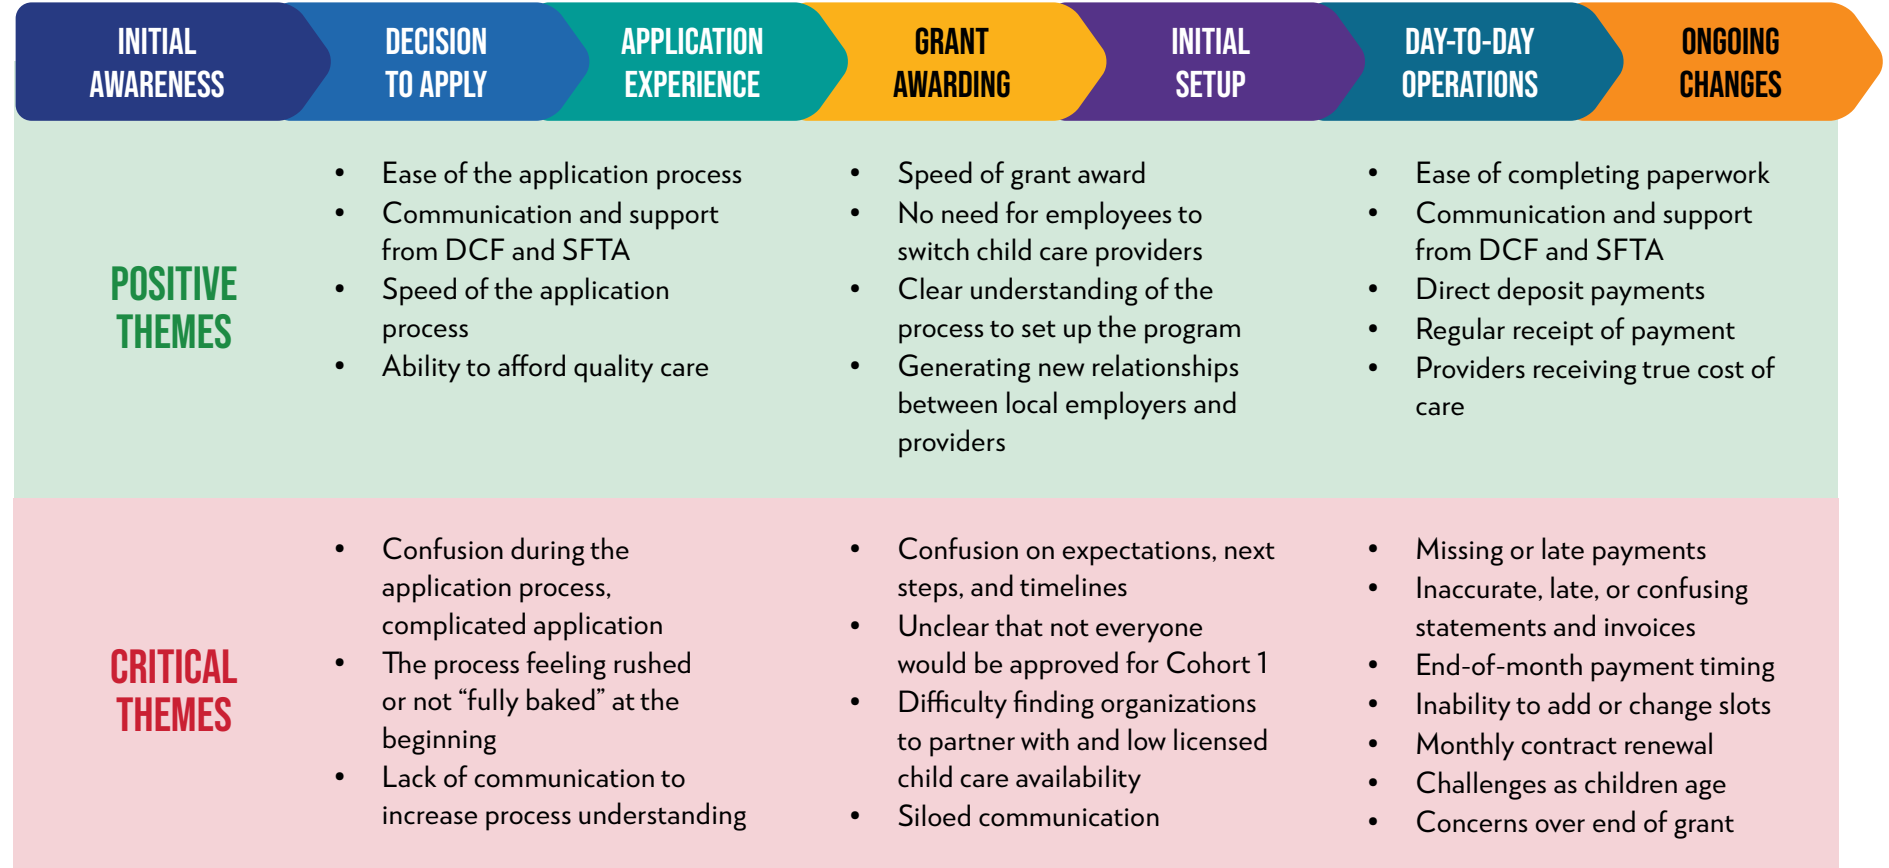 INITIAL
AWARENESS
DECISION
TO APPLY
APPLICATION
EXPERIENCE
GRANT
AWARDING
INITIAL
SETUP
DAY-TO-DAY
OPERATIONS
ONGOING
CHANGES
POSITIVE
THEMES
• Ease of the application process
• Communication and support
from DCF and SFTA
• Speed of the application
process
• Ability to afford quality care
• Speed of grant award
• No need for employees to
switch child care providers
• Clear understanding of the
process to set up the program
• Generating new relationships
between local employers and
providers
• Ease of completing paperwork
• Communication and support
from DCF and SFTA
• Direct deposit payments
• Regular receipt of payment
• Providers receiving true cost of
care
CRITICAL
THEMES
• Confusion during the
application process,
complicated application
• The process feeling rushed
or not “fully baked” at the
beginning
• Lack of communication to
increase process understanding
• Confusion on expectations, next
steps, and timelines
• Unclear that not everyone
would be approved for Cohort 1
• Difficulty finding organizations
to partner with and low licensed
child care availability
• Siloed communication
• Missing or late payments
• Inaccurate, late, or confusing
statements and invoices
• End-of-month payment timing
• Inability to add or change slots
• Monthly contract renewal
• Challenges as children age
• Concerns over end of grant